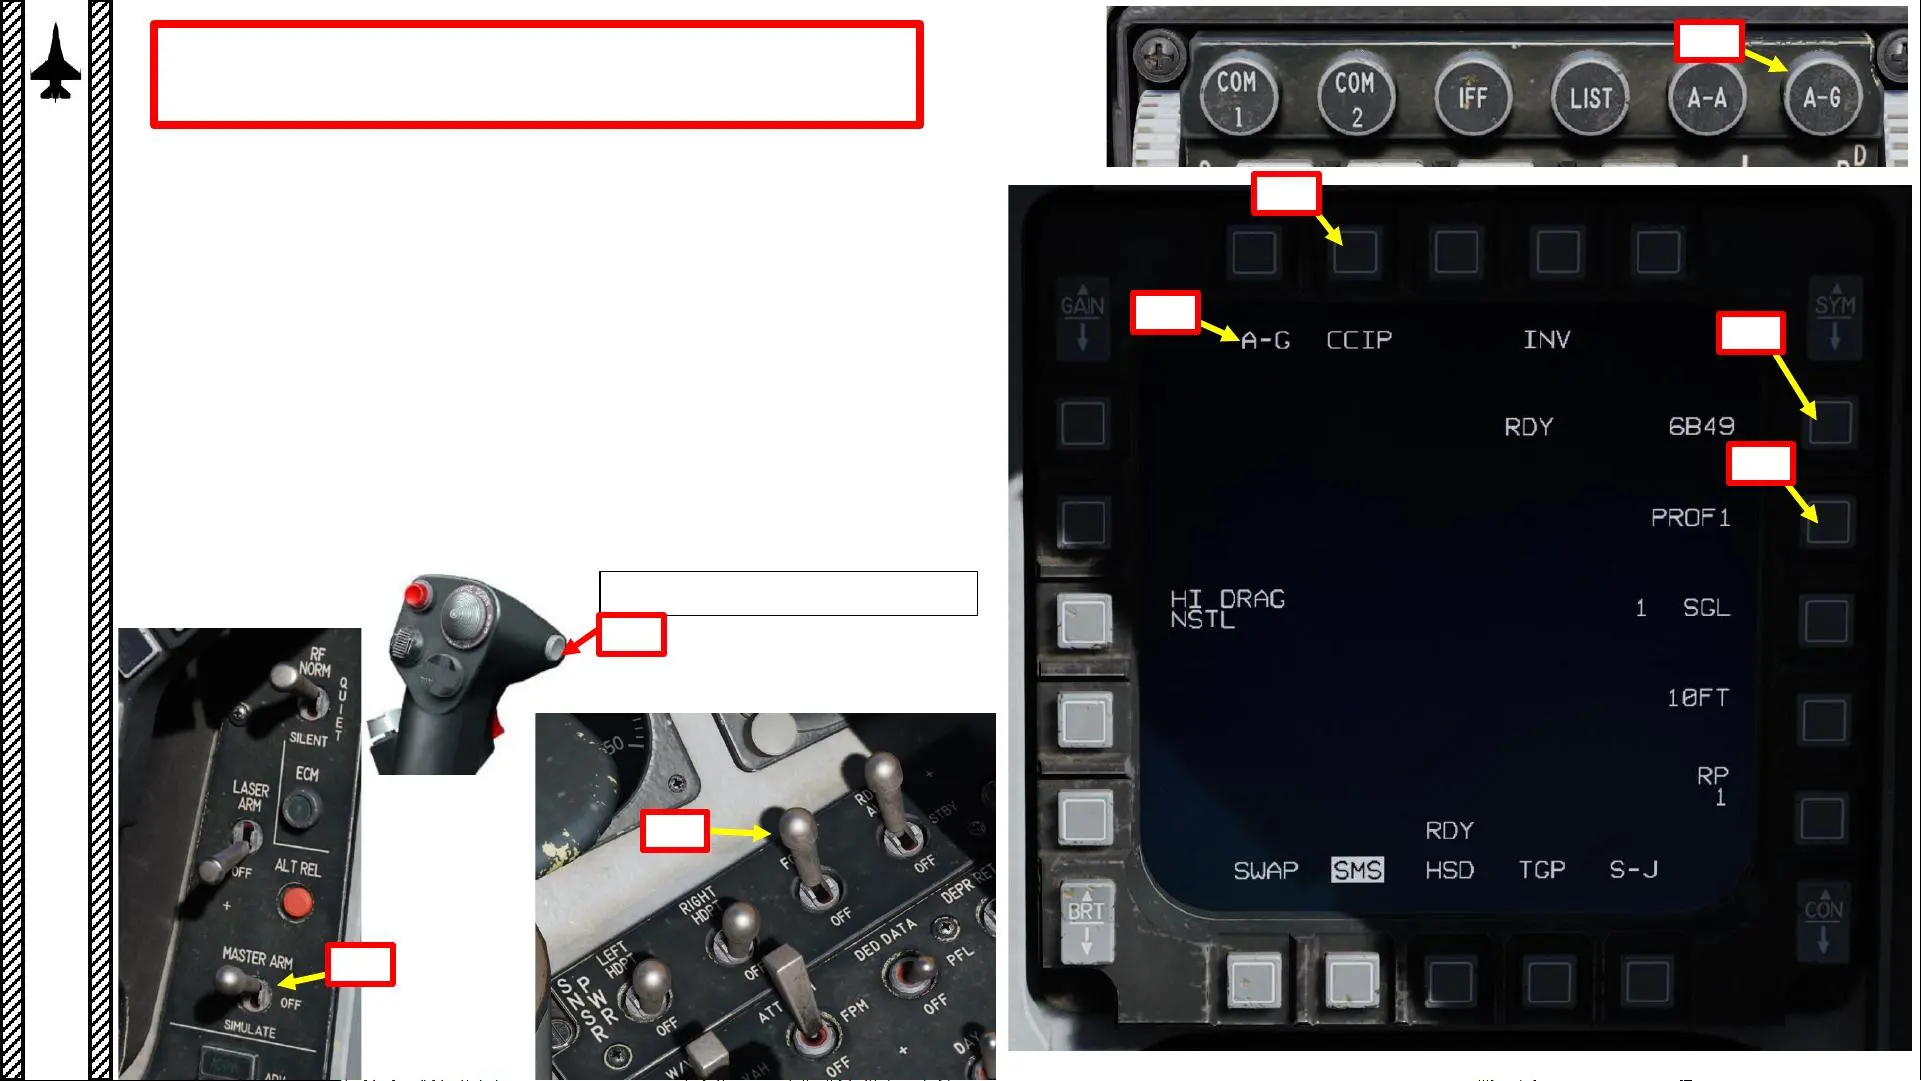 COM
1
COM
2
IFF
LIST
A-A
A-G
GAIN
SYM
A-G CCIP INV
RDY 6B49
PROF1
HI DRAG
NSTL
1 SGL
10FT
RP
1
RDY
SWAP SMS HSD TGP S-J
BRT
CON
RF
NORM
QUIET
SILENT
ECM
LASER
ARM
OFF
ALT REL
MASTER ARM
OFF
SIMULATE
50
STBY
OFF
RIGHT
HDPT
OFF
LEFT
HDPT
OFF
SNSR
PWR
OFF
DED DATA
PFL
OFF
DEPR
RET
ATT
FPM
OFF